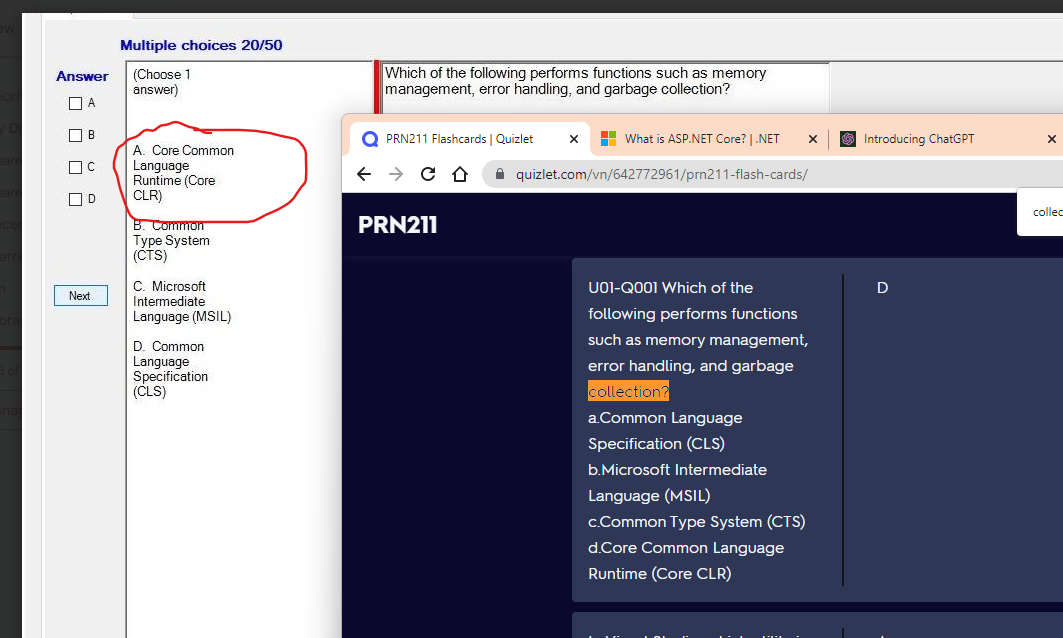 Multiple choices 20/50
Answer
A
B
C
D
Next
(Choose 1
answer)
A. Core Common
Language
Runtime (Core
CLR)
B. Common
Type System
(CTS)
C. Microsoft
Intermediate
Language (MSIL)
D. Common
Language
Specification
(CLS)
Which of the following performs functions such as memory
management, error handling, and garbage collection?
PRN211 Flashcards | Quizlet
What is ASP.NET Core? | .NET
Introducing ChatGPT
quizlet.com/vn/642772961/prn211-flash-cards/
collec
PRN211
U01-Q001 Which of the
following performs functions
such as memory management,
error handling, and garbage
collection?
a.Common Language
Specification (CLS)
b.Microsoft Intermediate
Language (MSIL)
c.Common Type System (CTS)
d.Core Common Language
Runtime (Core CLR)
D